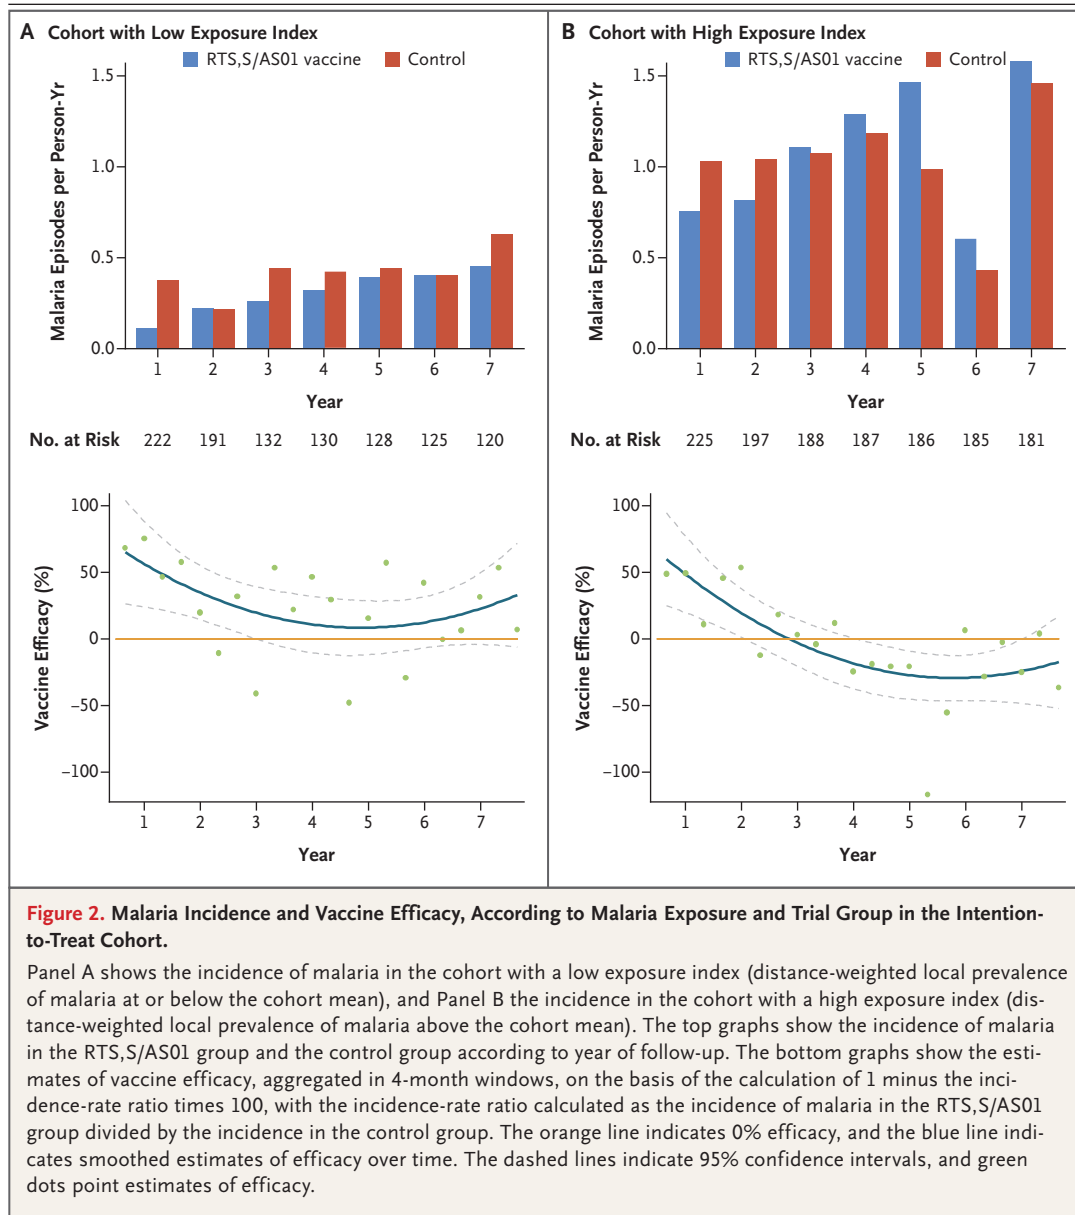 A Cohort with Low Exposure Index
RTS,S/AS01 vaccine Control
Malaria Episodes per Person-Yr
1.5
1.0
0.5
0.0
1 2 3 4 5 6 7
Year
No. at Risk 222 191 132 130 128 125 120
Vaccine Efficacy (%)
100
50
0
−50
−100
1 2 3 4 5 6 7
Year
B Cohort with High Exposure Index
RTS,S/AS01 vaccine Control
Malaria Episodes per Person-Yr
1.5
1.0
0.5
0.0
1 2 3 4 5 6 7
Year
No. at Risk 225 197 188 187 186 185 181
Vaccine Efficacy (%)
100
50
0
−50
−100
1 2 3 4 5 6 7
Year
Figure 2. Malaria Incidence and Vaccine Efficacy, According to Malaria Exposure and Trial Group in the Intention-
to-Treat Cohort.
Panel A shows the incidence of malaria in the cohort with a low exposure index (distance-weighted local prevalence
of malaria at or below the cohort mean), and Panel B the incidence in the cohort with a high exposure index (dis-
tance-weighted local prevalence of malaria above the cohort mean). The top graphs show the incidence of malaria
in the RTS,S/AS01 group and the control group according to year of follow-up. The bottom graphs show the esti-
mates of vaccine efficacy, aggregated in 4-month windows, on the basis of the calculation of 1 minus the inci-
dence-rate ratio times 100, with the incidence-rate ratio calculated as the incidence of malaria in the RTS,S/AS01
group divided by the incidence in the control group. The orange line indicates 0% efficacy, and the blue line indi-
cates smoothed estimates of efficacy over time. The dashed lines indicate 95% confidence intervals, and green
dots point estimates of efficacy.